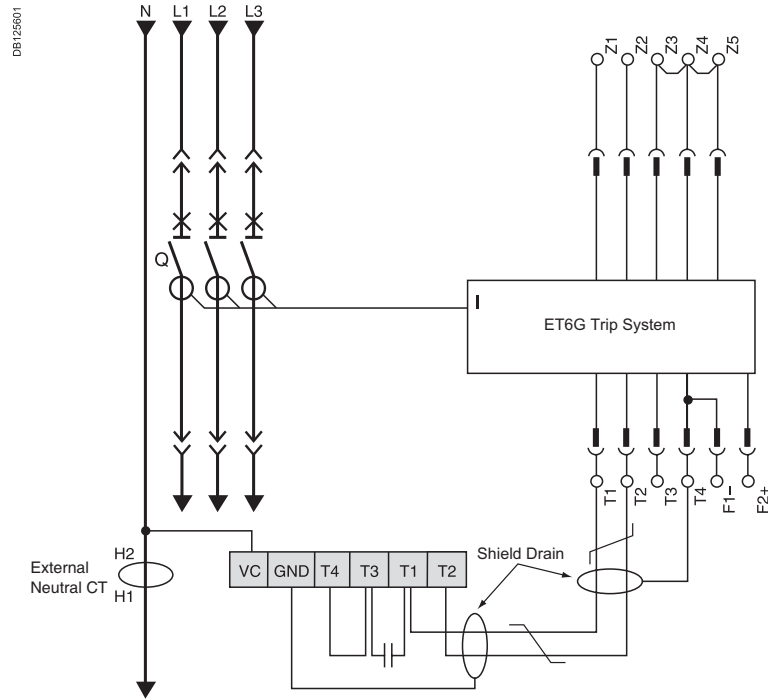 DB125601
N L1 L2 L3
Z1 Z2 Z3 Z4 Z5
Q
I
ET6G Trip System
T1 T2 T3 T4 F1– F2+
H2
External
Neutral CT
H1
VC GND T4 T3 T1 T2
Shield Drain